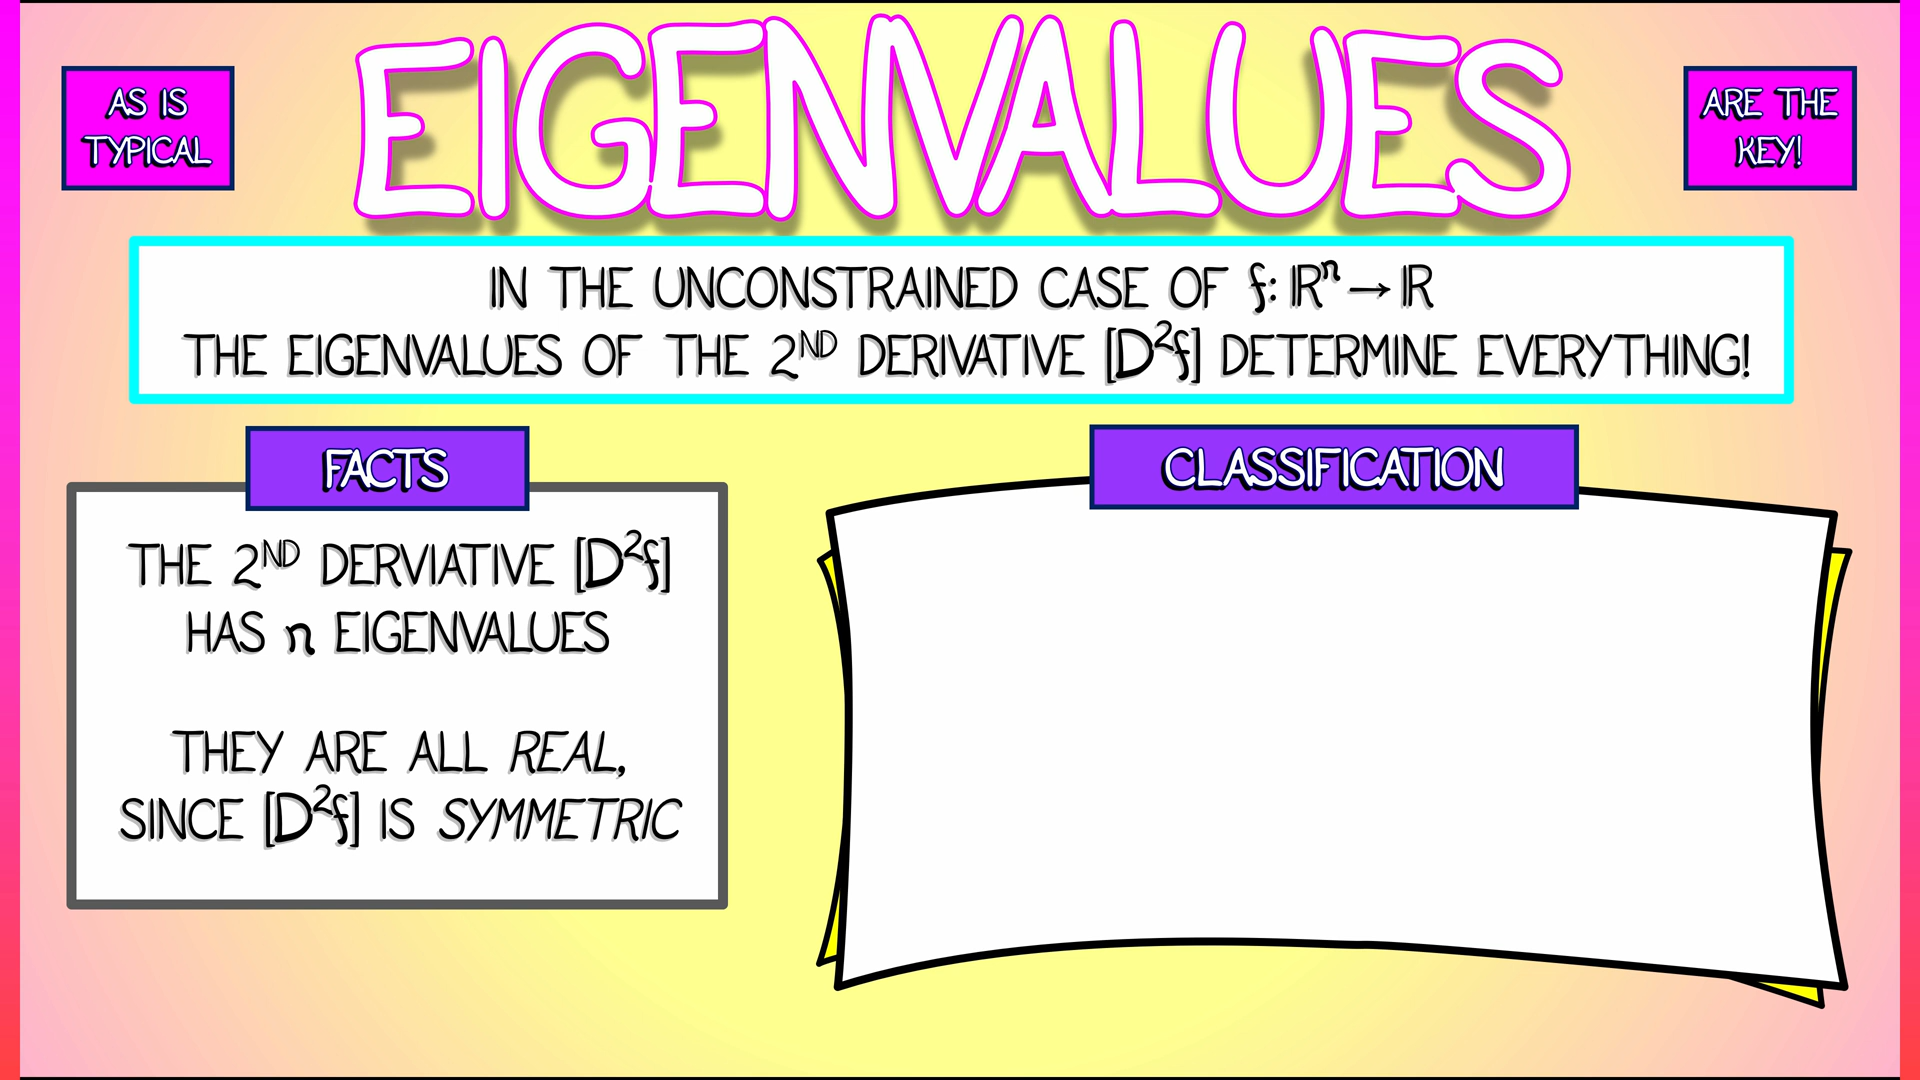 AS IS
TYPICAL
EIGENVALUES
ARE THE
KEY!
IN THE UNCONSTRAINED CASE OF f: ℝⁿ → ℝ
THE EIGENVALUES OF THE 2ND DERIVATIVE [D²f] DETERMINE EVERYTHING!
FACTS
THE 2ND DERVIATIVE [D²f]
HAS n EIGENVALUES
THEY ARE ALL REAL,
SINCE [D²f] IS SYMMETRIC
CLASSIFICATION